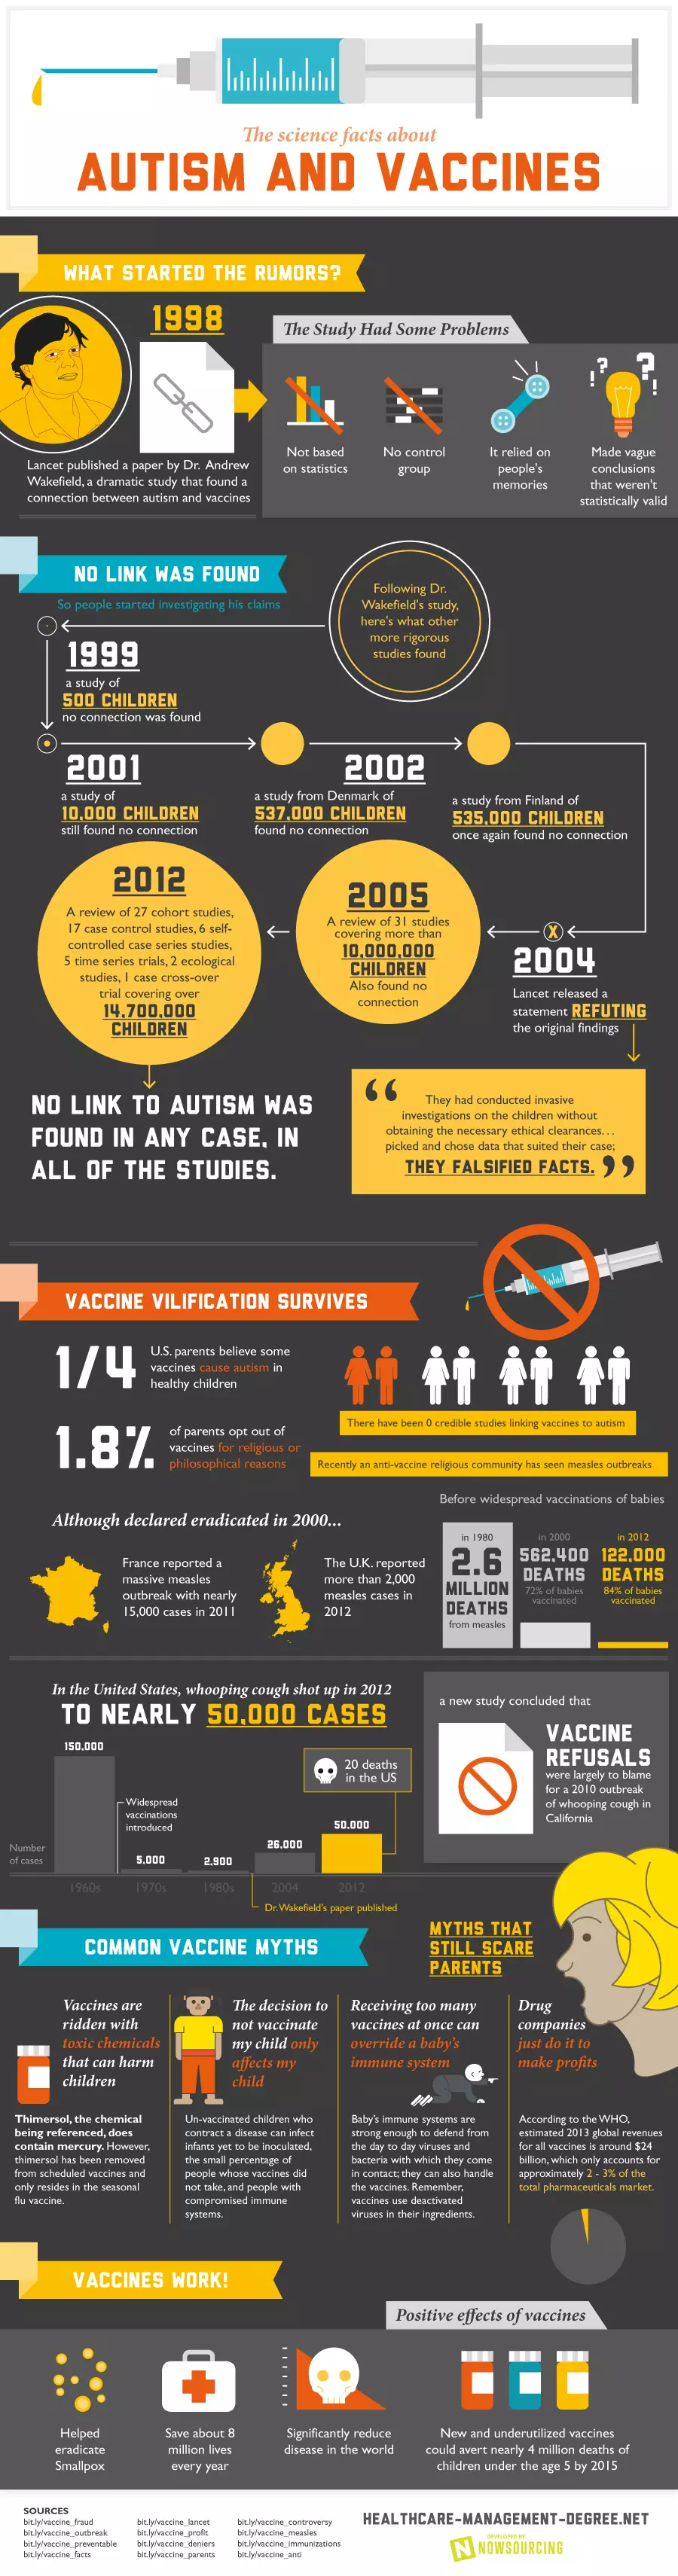 The science facts about
AUTISM AND VACCINES
WHAT STARTED THE RUMORS?
1998
Lancet published a paper by Dr. Andrew
Wakefield, a dramatic study that found a
connection between autism and vaccines
The Study Had Some Problems
Not based
on statistics
No control
group
It relied on
people's
memories
Made vague
conclusions
that weren't
statistically valid
NO LINK WAS FOUND
So people started investigating his claims
Following Dr.
Wakefield's study,
here's what other
more rigorous
studies found
1999
a study of
500 CHILDREN
no connection was found
2001
a study of
10,000 CHILDREN
still found no connection
2002
a study from Denmark of
537,000 CHILDREN
found no connection
a study from Finland of
535,000 CHILDREN
once again found no connection
X
2004
Lancet released a
statement REFUTING
the original findings
“
They had conducted invasive
investigations on the children without
obtaining the necessary ethical clearances. . .
picked and chose data that suited their case;
THEY FALSIFIED FACTS.
”
2005
A review of 31 studies
covering more than
10,000,000
CHILDREN
Also found no
connection
2012
A review of 27 cohort studies,
17 case control studies, 6 self-
controlled case series studies,
5 time series trials, 2 ecological
studies, 1 case cross-over
trial covering over
14,700,000
CHILDREN
NO LINK TO AUTISM WAS
FOUND IN ANY CASE, IN
ALL OF THE STUDIES.
VACCINE VILIFICATION SURVIVES
1/4
U.S. parents believe some
vaccines cause autism in
healthy children
There have been 0 credible studies linking vaccines to autism
1.8%
of parents opt out of
vaccines for religious or
philosophical reasons
Recently an anti-vaccine religious community has seen measles outbreaks
Although declared eradicated in 2000...
France reported a
massive measles
outbreak with nearly
15,000 cases in 2011
The U.K. reported
more than 2,000
measles cases in
2012
Before widespread vaccinations of babies
in 1980
2.6
MILLION
DEATHS
from measles
in 2000
562,400
DEATHS
72% of babies
vaccinated
in 2012
122,000
DEATHS
84% of babies
vaccinated
In the United States, whooping cough shot up in 2012
TO NEARLY 50,000 CASES
150,000
Widespread
vaccinations
introduced
5,000
2,900
26,000
50,000
20 deaths
in the US
Number
of cases
1960s
1970s
1980s
2004
2012
Dr. Wakefield's paper published
a new study concluded that
VACCINE
REFUSALS
were largely to blame
for a 2010 outbreak
of whooping cough in
California
COMMON VACCINE MYTHS
MYTHS THAT
STILL SCARE
PARENTS
Vaccines are
ridden with
toxic chemicals
that can harm
children
Thimersol, the chemical
being referenced, does
contain mercury. However,
thimersol has been removed
from scheduled vaccines and
only resides in the seasonal
flu vaccine.
The decision to
not vaccinate
my child only
affects my
child
Un-vaccinated children who
contract a disease can infect
infants yet to be inoculated,
the small percentage of
people whose vaccines did
not take, and people with
compromised immune
systems.
Receiving too many
vaccines at once can
override a baby's
immune system
Baby's immune systems are
strong enough to defend from
the day to day viruses and
bacteria with which they come
in contact; they can also handle
the vaccines. Remember,
vaccines use deactivated
viruses in their ingredients.
Drug
companies
just do it to
make profits
According to the WHO,
estimated 2013 global revenues
for all vaccines is around $24
billion, which only accounts for
approximately 2 - 3% of the
total pharmaceuticals market.
VACCINES WORK!
Positive effects of vaccines
Helped
eradicate
Smallpox
Save about 8
million lives
every year
Significantly reduce
disease in the world
New and underutilized vaccines
could avert nearly 4 million deaths of
children under the age 5 by 2015
SOURCES
bit.ly/vaccine_fraud
bit.ly/vaccine_outbreak
bit.ly/vaccine_preventable
bit.ly/vaccine_facts
bit.ly/vaccine_lancet
bit.ly/vaccine_profit
bit.ly/vaccine_deniers
bit.ly/vaccine_parents
bit.ly/vaccine_controversy
bit.ly/vaccine_measles
bit.ly/vaccine_immunizations
bit.ly/vaccine_anti
HEALTHCARE-MANAGEMENT-DEGREE.NET
DEVELOPED BY
N NOWSOURCING